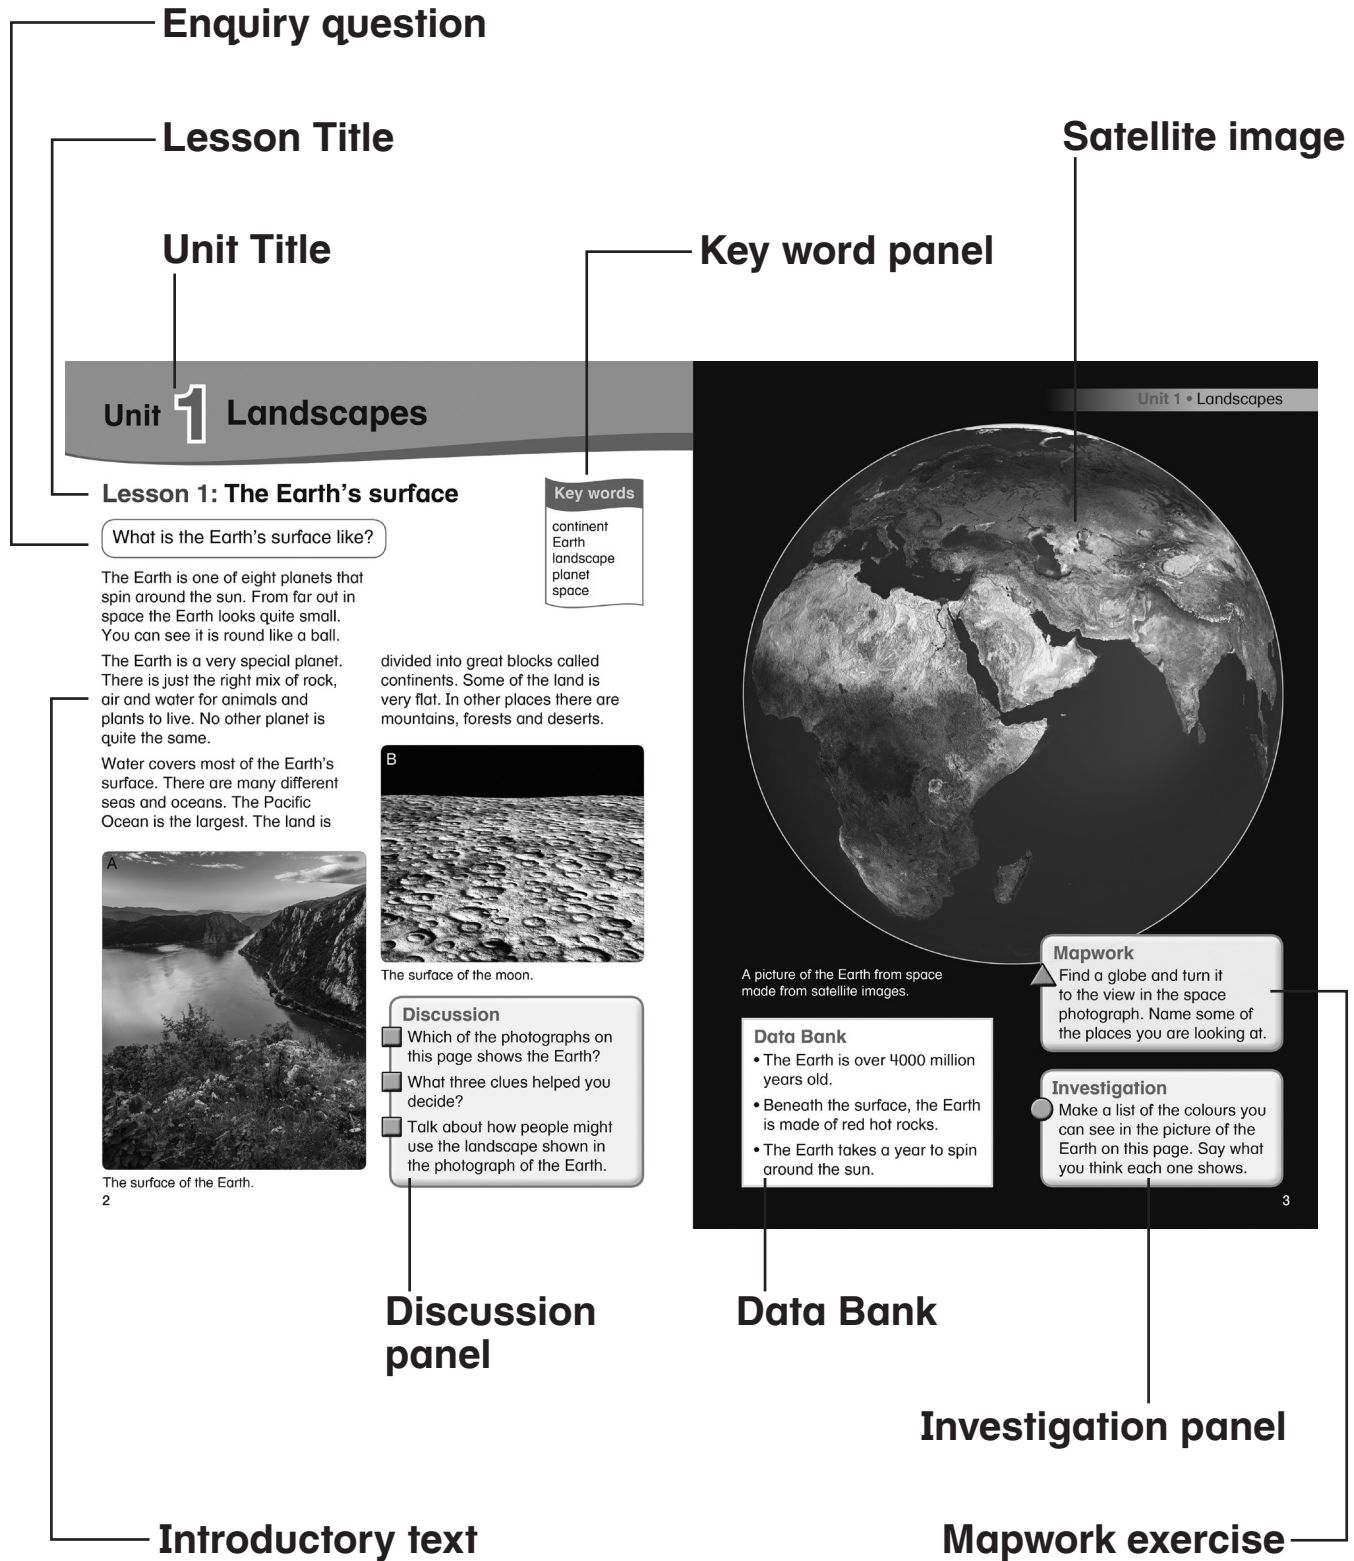 Enquiry question
Lesson Title
Satellite image
Unit Title
Key word panel
Unit 1 Landscapes
Unit 1 • Landscapes
Lesson 1: The Earth's surface
What is the Earth's surface like?
Key words
continent
Earth
landscape
planet
space
The Earth is one of eight planets that
spin around the sun. From far out in
space the Earth looks quite small.
You can see it is round like a ball.
The Earth is a very special planet.
There is just the right mix of rock,
air and water for animals and
plants to live. No other planet is
quite the same.
Water covers most of the Earth's
surface. There are many different
seas and oceans. The Pacific
Ocean is the largest. The land is
divided into great blocks called
continents. Some of the land is
very flat. In other places there are
mountains, forests and deserts.
A
The surface of the Earth.
2
B
The surface of the moon.
Discussion
Which of the photographs on
this page shows the Earth?
What three clues helped you
decide?
Talk about how people might
use the landscape shown in
the photograph of the Earth.
A picture of the Earth from space
made from satellite images.
Data Bank
• The Earth is over 4000 million
years old.
• Beneath the surface, the Earth
is made of red hot rocks.
• The Earth takes a year to spin
around the sun.
Mapwork
Find a globe and turn it
to the view in the space
photograph. Name some of
the places you are looking at.
Investigation
Make a list of the colours you
can see in the picture of the
Earth on this page. Say what
you think each one shows.
3
Discussion
panel
Data Bank
Investigation panel
Introductory text
Mapwork exercise